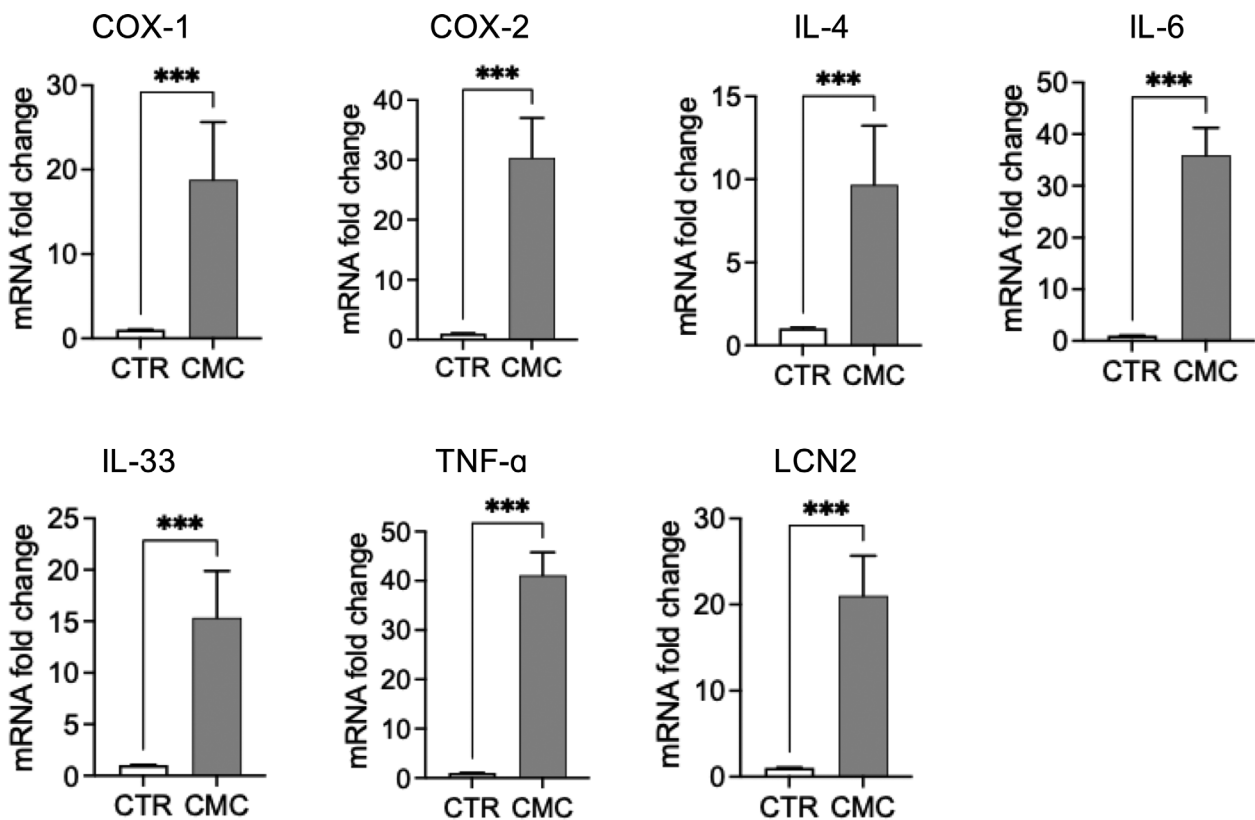 COX-1
COX-2
IL-4
IL-6
***
***
***
***
mRNA fold change
30
20
10
0
CTR CMC
mRNA fold change
40
30
20
10
0
CTR CMC
mRNA fold change
15
10
5
0
CTR CMC
mRNA fold change
50
40
30
20
10
0
CTR CMC
IL-33
TNF-α
LCN2
***
***
***
mRNA fold change
25
20
15
10
5
0
CTR CMC
mRNA fold change
50
40
30
20
10
0
CTR CMC
mRNA fold change
30
20
10
0
CTR CMC